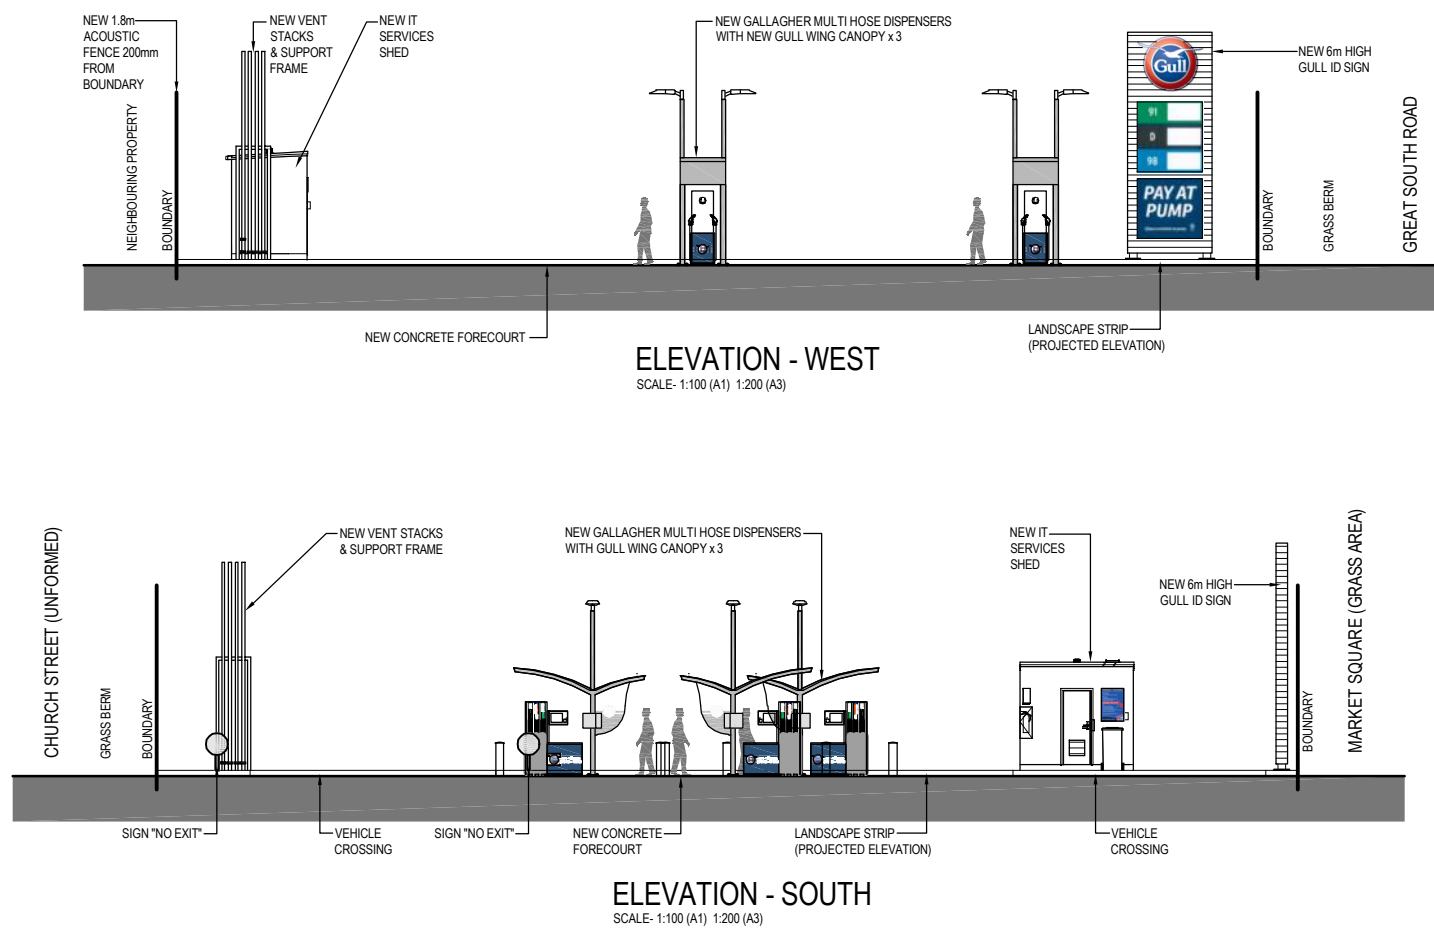 NEW 1.8m
ACOUSTIC
FENCE 200mm
FROM
BOUNDARY
NEW VENT
STACKS
& SUPPORT
FRAME
NEW IT
SERVICES
SHED
NEW GALLAGHER MULTI HOSE DISPENSERS
WITH NEW GULL WING CANOPY x 3
NEW 6m HIGH
GULL ID SIGN
Gull
91
D
98
PAY AT
PUMP
NEIGHBOURING PROPERTY
BOUNDARY
BOUNDARY
GRASS BERM
GREAT SOUTH ROAD
NEW CONCRETE FORECOURT
LANDSCAPE STRIP
(PROJECTED ELEVATION)
ELEVATION - WEST
SCALE- 1:100 (A1) 1:200 (A3)
CHURCH STREET (UNFORMED)
GRASS BERM
BOUNDARY
NEW VENT STACKS
& SUPPORT FRAME
NEW GALLAGHER MULTI HOSE DISPENSERS
WITH GULL WING CANOPY x 3
NEW IT
SERVICES
SHED
NEW 6m HIGH
GULL ID SIGN
BOUNDARY
MARKET SQUARE (GRASS AREA)
SIGN "NO EXIT"
VEHICLE
CROSSING
SIGN "NO EXIT"
NEW CONCRETE
FORECOURT
LANDSCAPE STRIP
(PROJECTED ELEVATION)
VEHICLE
CROSSING
ELEVATION - SOUTH
SCALE- 1:100 (A1) 1:200 (A3)